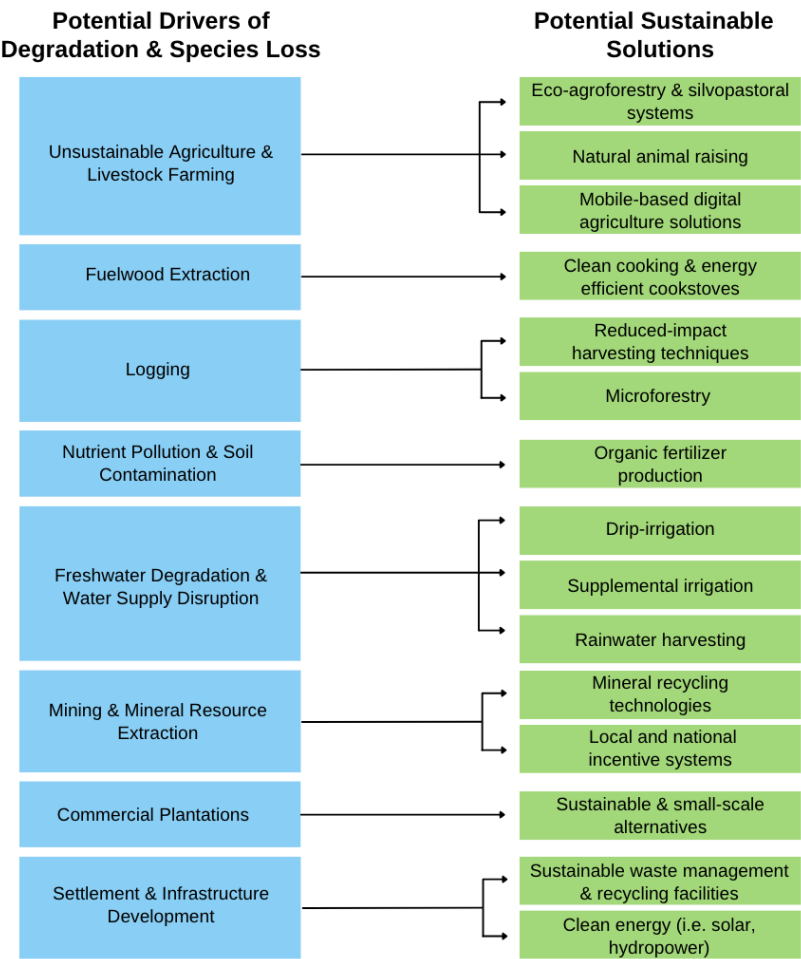 Potential Drivers of
Degradation & Species Loss
Potential Sustainable
Solutions
Unsustainable Agriculture &
Livestock Farming
Eco-agroforestry & silvopastoral
systems
Natural animal raising
Mobile-based digital
agriculture solutions
Fuelwood Extraction
Clean cooking & energy
efficient cookstoves
Logging
Reduced-impact
harvesting techniques
Microforestry
Nutrient Pollution & Soil
Contamination
Organic fertilizer
production
Freshwater Degradation &
Water Supply Disruption
Drip-irrigation
Supplemental irrigation
Rainwater harvesting
Mining & Mineral Resource
Extraction
Mineral recycling
technologies
Local and national
incentive systems
Commercial Plantations
Sustainable & small-scale
alternatives
Settlement & Infrastructure
Development
Sustainable waste management
& recycling facilities
Clean energy (i.e. solar,
hydropower)